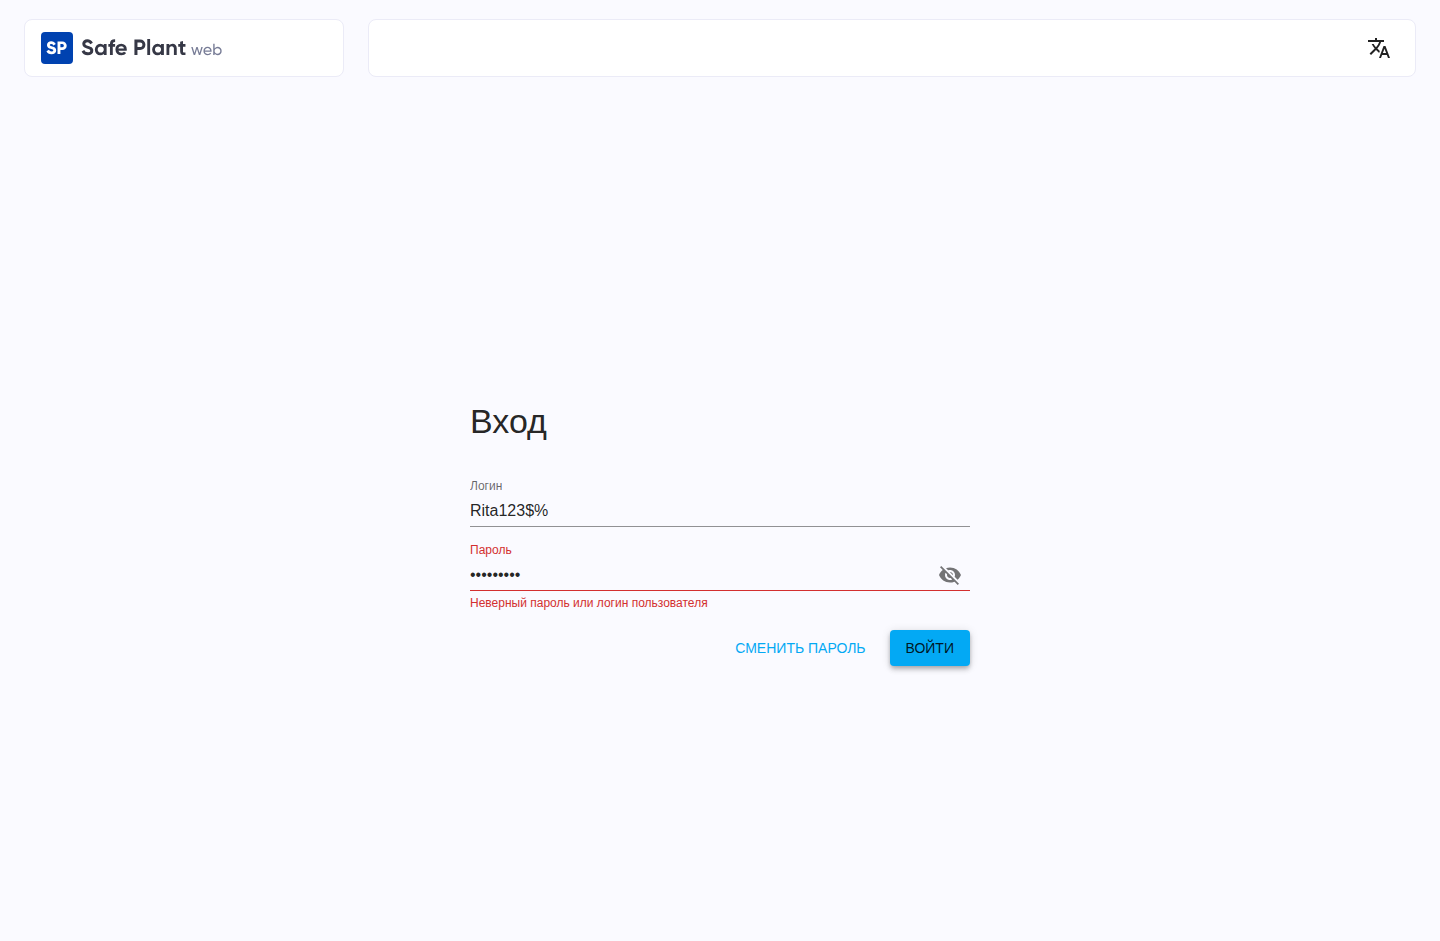 SP Safe Plant web
Вход
Логин
Rita123$%
Пароль
•••••••••
Неверный пароль или логин пользователя
СМЕНИТЬ ПАРОЛЬ ВОЙТИ